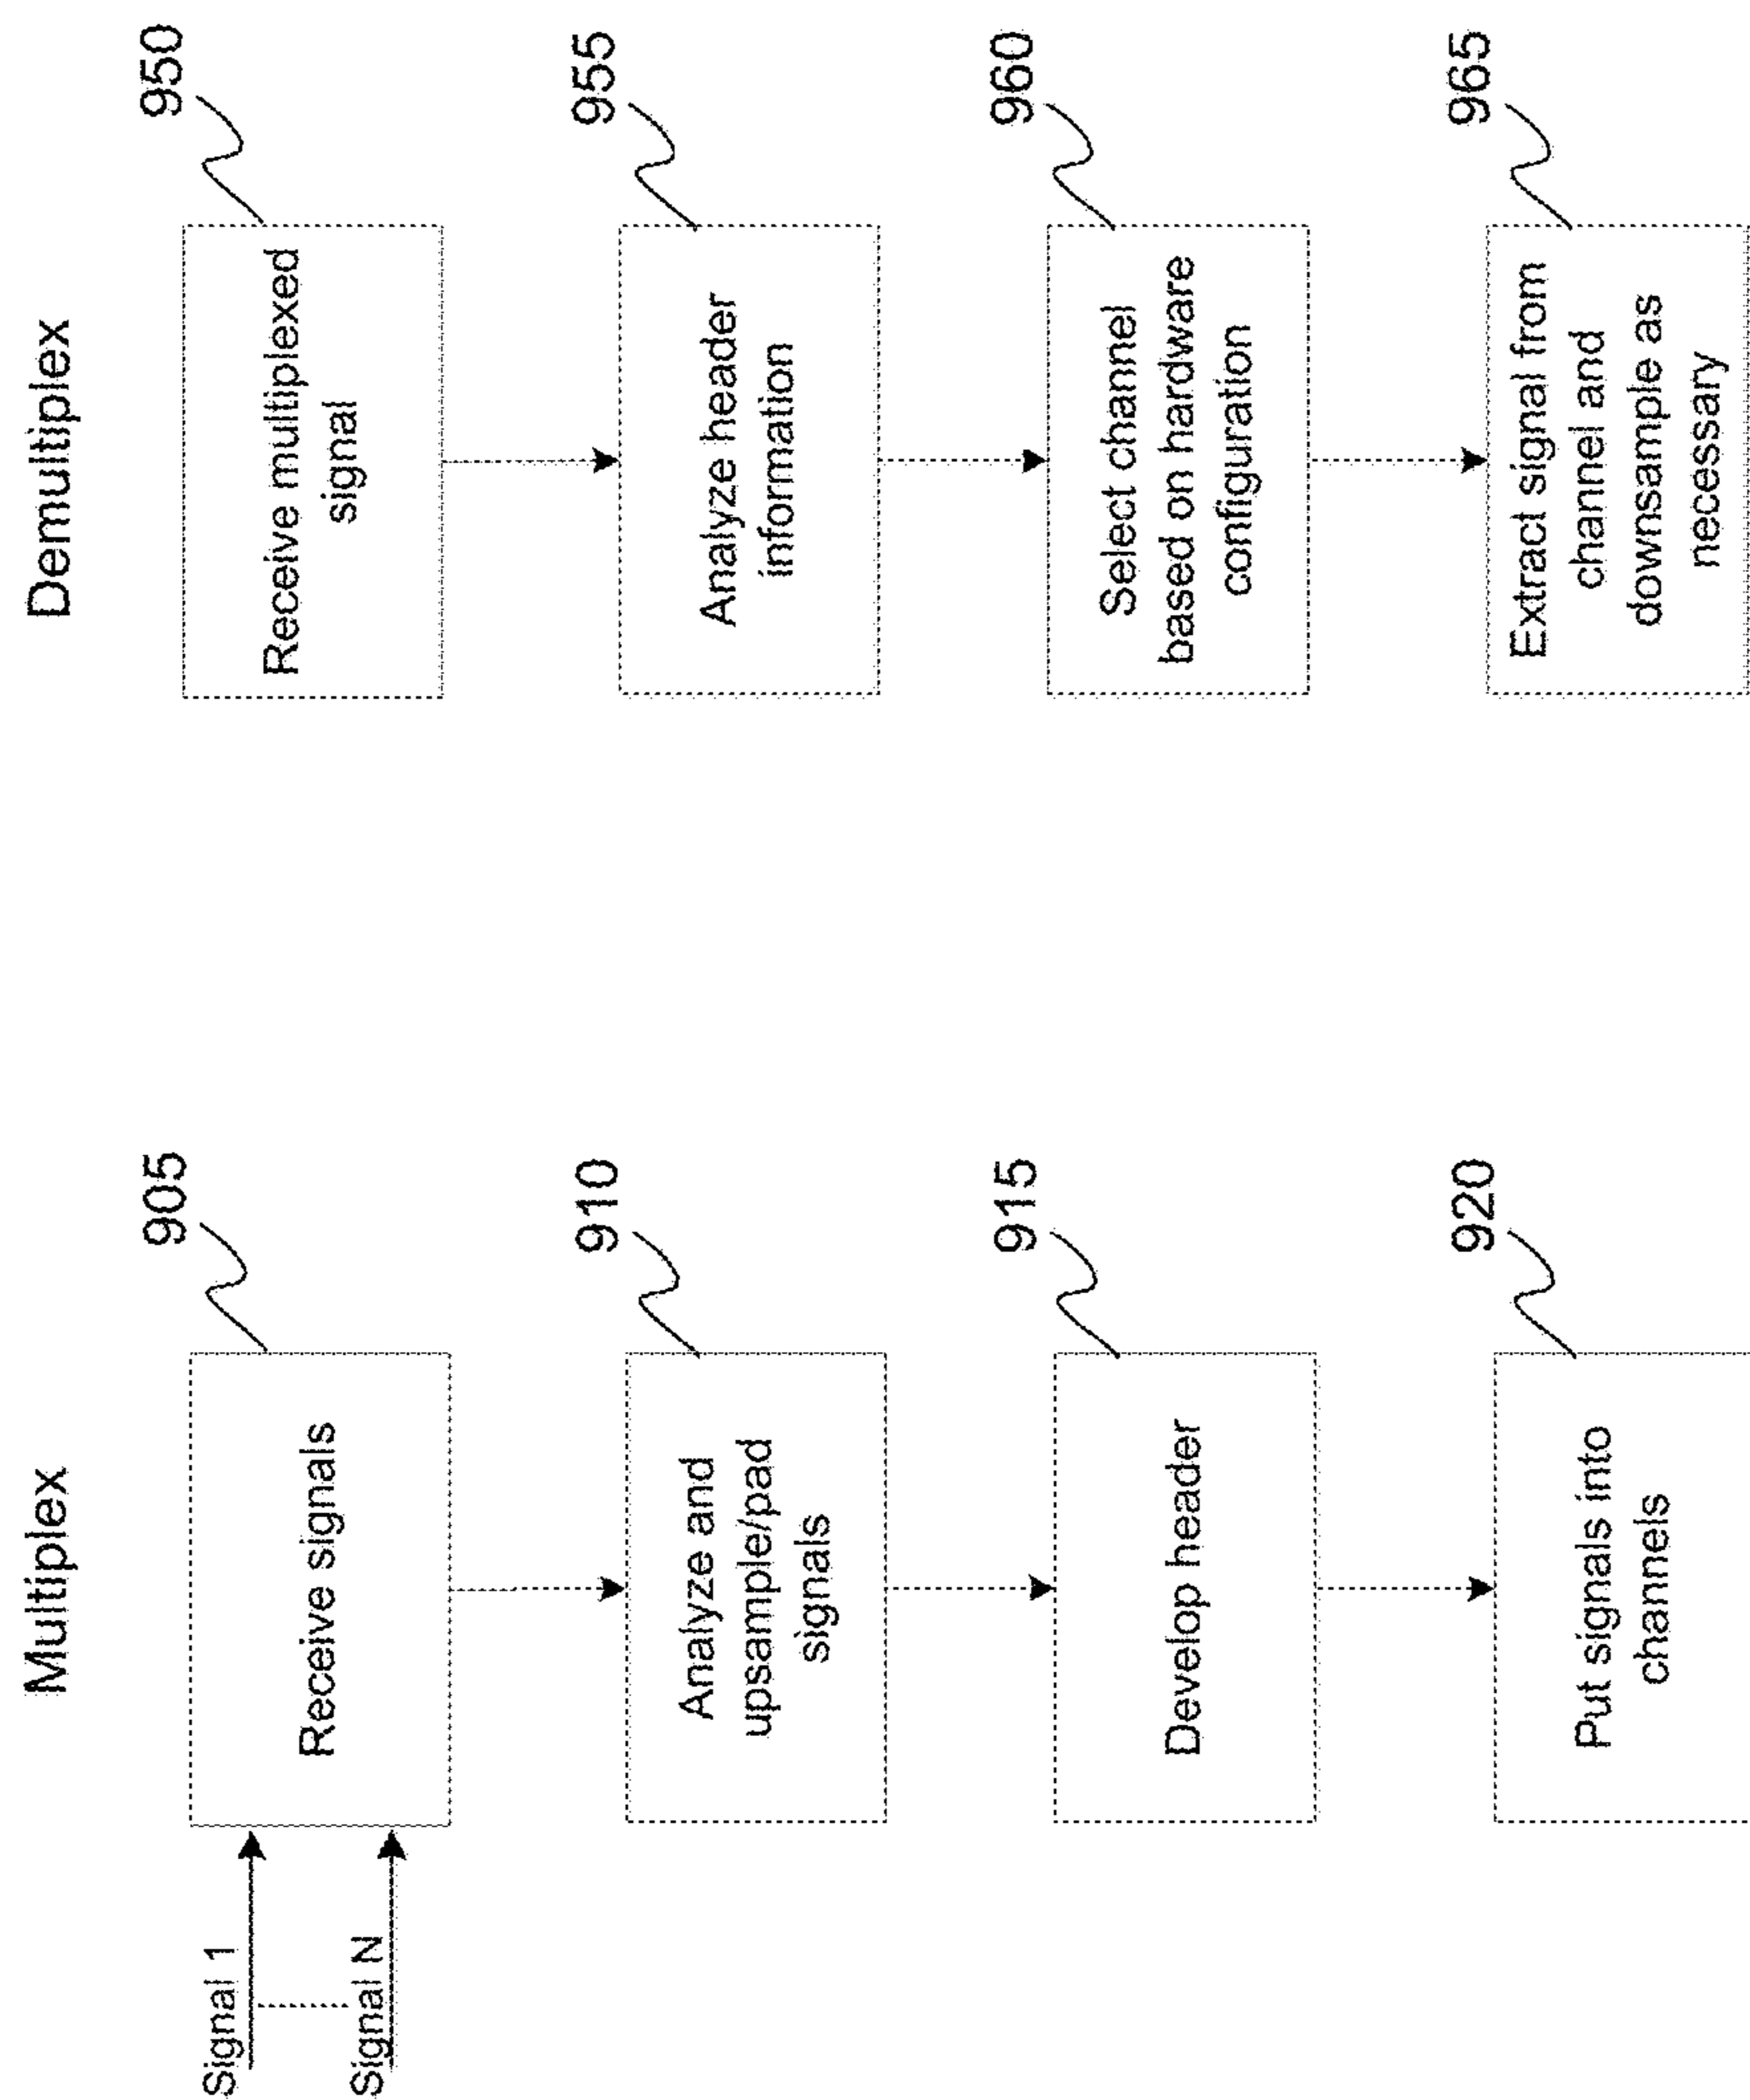 Multiplex
Signal 1
Signal N
905
Receive signals
910
Analyze and
upsample/pad
signals
915
Develop header
920
Put signals into
channels
Demultiplex
950
Receive multiplexed
signal
955
Analyze header
information
960
Select channel
based on hardware
configuration
965
Extract signal from
channel and
downsample as
necessary